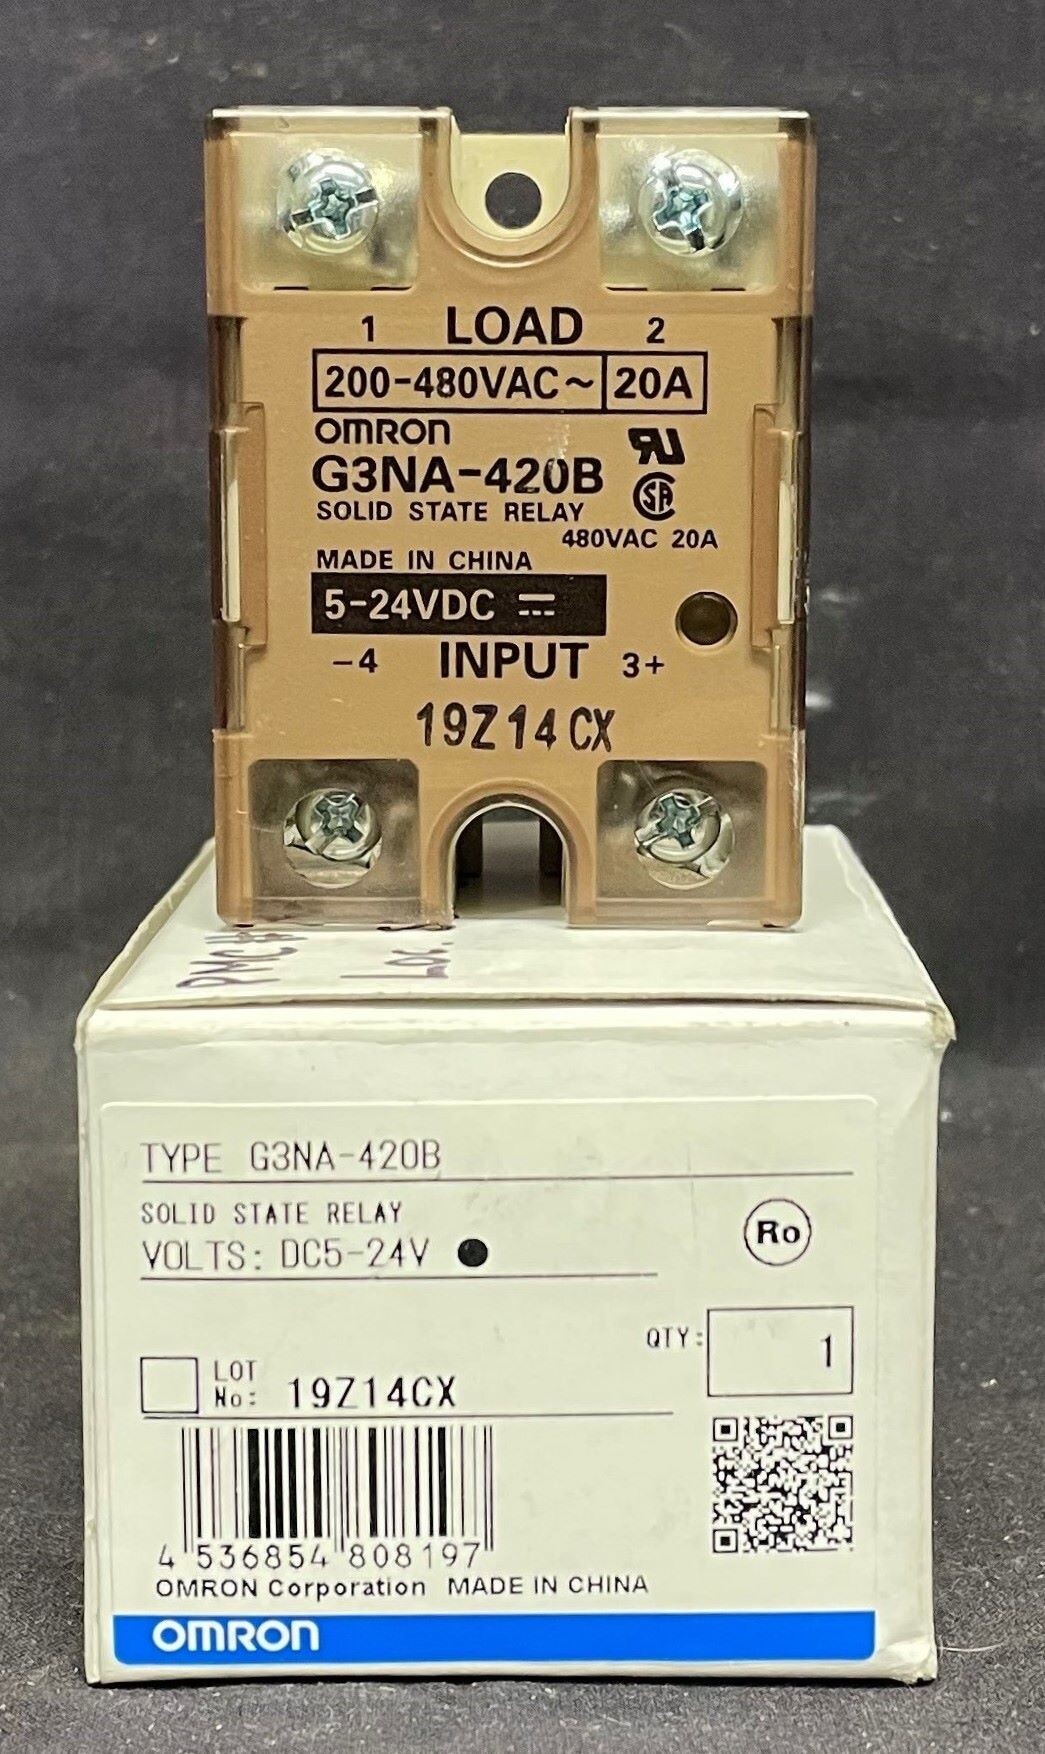 1 LOAD 2
200-480VAC~ 20A
OMRON
G3NA-420B
SOLID STATE RELAY
480VAC 20A
MADE IN CHINA
5-24VDC
-4 INPUT 3+
19Z14CX
PMC#
Loc.
TYPE G3NA-420B
SOLID STATE RELAY
VOLTS: DC5-24V ●
Ro
QTY: 1
LOT
No: 19Z14CX
4 536854 808197
OMRON Corporation MADE IN CHINA
OMRON